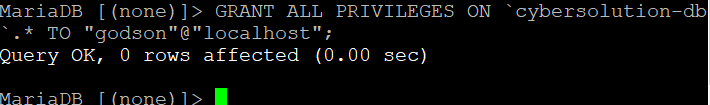 MariaDB [(none)]> GRANT ALL PRIVILEGES ON `cybersolution-db
`.* TO "godson"@"localhost";
Query OK, 0 rows affected (0.00 sec)
MariaDB [(none)]>